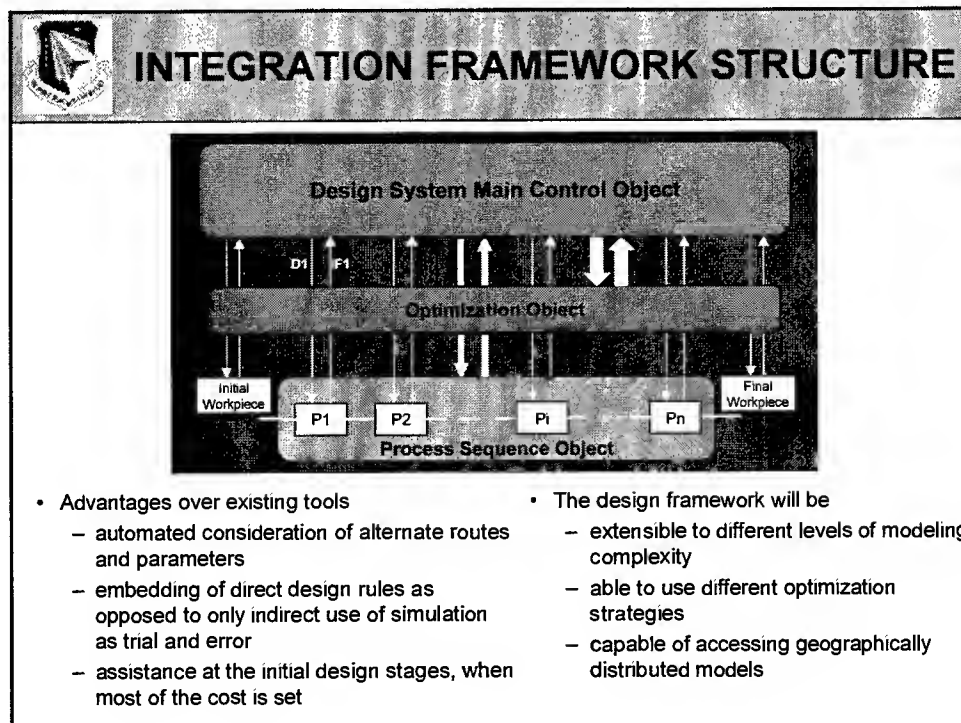 INTEGRATION FRAMEWORK STRUCTURE
Design System Main Control Object
D1
F1
Optimization Object
Initial
Workpiece
P1
P2
Pi
Pn
Final
Workpiece
Process Sequence Object
• Advantages over existing tools
– automated consideration of alternate routes
and parameters
– embedding of direct design rules as
opposed to only indirect use of simulation
as trial and error
– assistance at the initial design stages, when
most of the cost is set
• The design framework will be
– extensible to different levels of modeling
complexity
– able to use different optimization
strategies
– capable of accessing geographically
distributed models